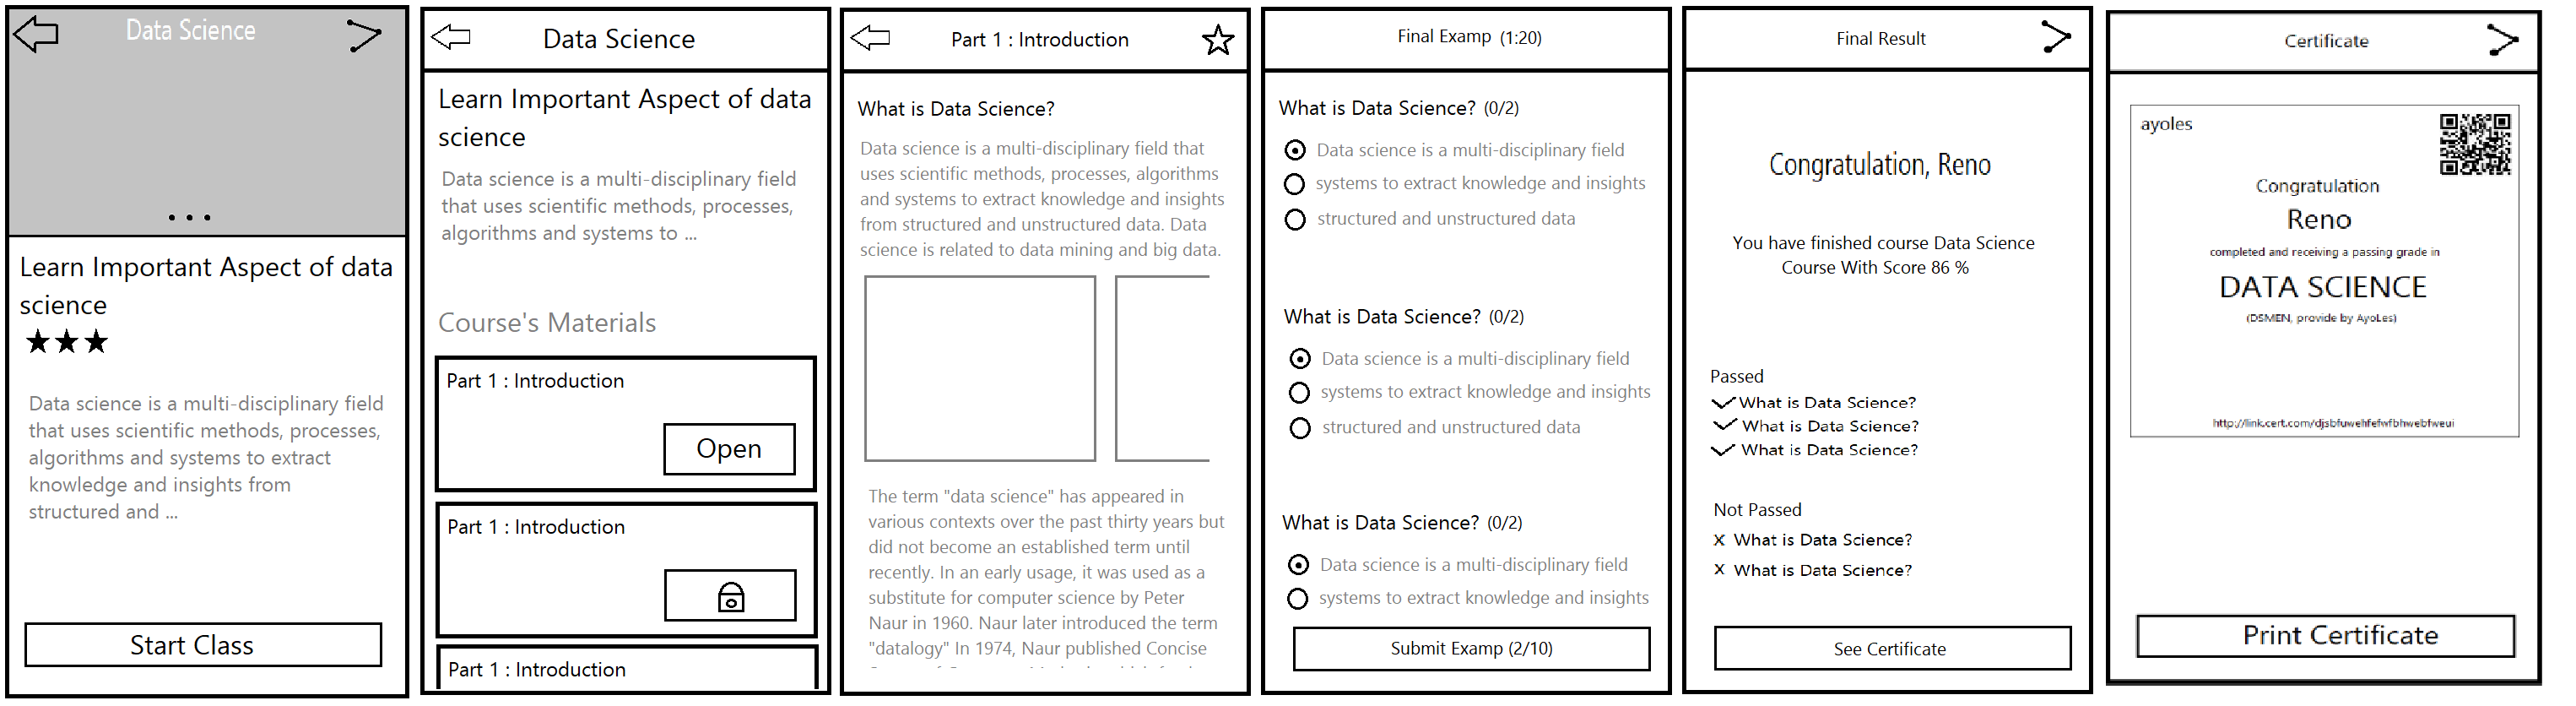 Data Science
Learn Important Aspect of data
science
Data science is a multi-disciplinary field
that uses scientific methods, processes,
algorithms and systems to extract
knowledge and insights from
structured and ...
Start Class
Data Science
Learn Important Aspect of data
science
Data science is a multi-disciplinary field
that uses scientific methods, processes,
algorithms and systems to ...
Course's Materials
Part 1 : Introduction
Open
Part 1 : Introduction
Part 1 : Introduction
Part 1 : Introduction
What is Data Science?
Data science is a multi-disciplinary field that
uses scientific methods, processes, algorithms
and systems to extract knowledge and insights
from structured and unstructured data. Data
science is related to data mining and big data.
The term "data science" has appeared in
various contexts over the past thirty years but
did not become an established term until
recently. In an early usage, it was used as a
substitute for computer science by Peter
Naur in 1960. Naur later introduced the term
"datalogy" In 1974, Naur published Concise
Final Examp (1:20)
What is Data Science? (0/2)
Data science is a multi-disciplinary field
systems to extract knowledge and insights
structured and unstructured data
What is Data Science? (0/2)
Data science is a multi-disciplinary field
systems to extract knowledge and insights
structured and unstructured data
What is Data Science? (0/2)
Data science is a multi-disciplinary field
systems to extract knowledge and insights
Submit Examp (2/10)
Final Result
Congratulation, Reno
You have finished course Data Science
Course With Score 86 %
Passed
What is Data Science?
What is Data Science?
What is Data Science?
Not Passed
x What is Data Science?
x What is Data Science?
See Certificate
Certificate
ayoles
Congratulation
Reno
completed and receiving a passing grade in
DATA SCIENCE
(DSMEN, provide by AyoLes)
http://link.cert.com/djsbfuwehfefwfbhwebfweui
Print Certificate